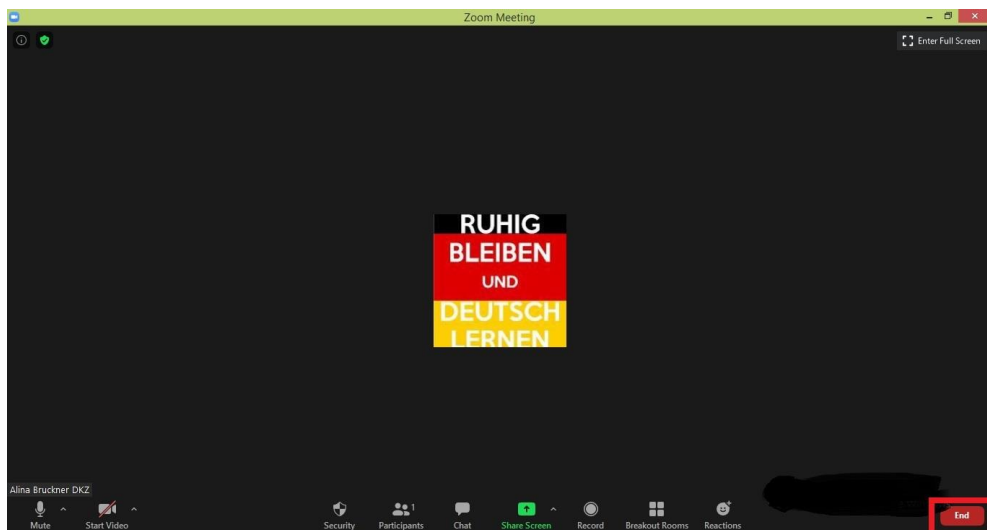 Zoom Meeting
Enter Full Screen
RUHIG
BLEIBEN
UND
DEUTSCH
LERNEN
Alina Bruckner DKZ
1
Mute Start Video Security Participants Chat Share Screen Record Breakout Rooms Reactions End